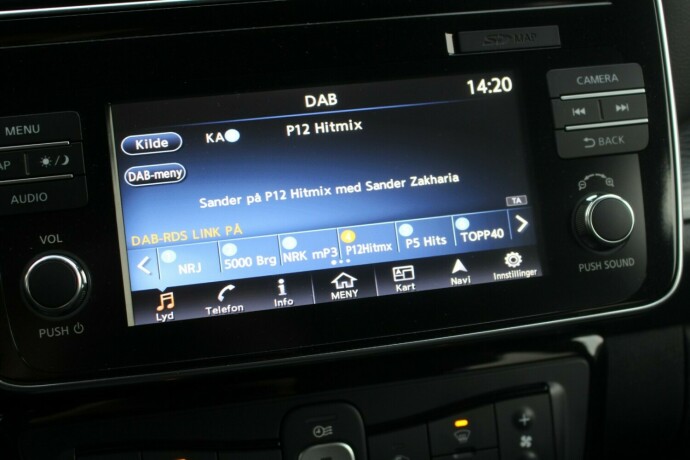 SD MAP
14:20
DAB
CAMERA
MENU
Kilde
KA
P12 Hitmix
BACK
DAB-meny
AUDIO
Sander på P12 Hitmix med Sander Zakharia
TA
DAB-RDS LINK PÅ
VOL
NRJ
5000 Brg
NRK mP3
P12Hitmx
P5 Hits
TOPP40
PUSH SOUND
PUSH
Lyd
Telefon
Info
MENY
Kart
Navi
Innstillinger